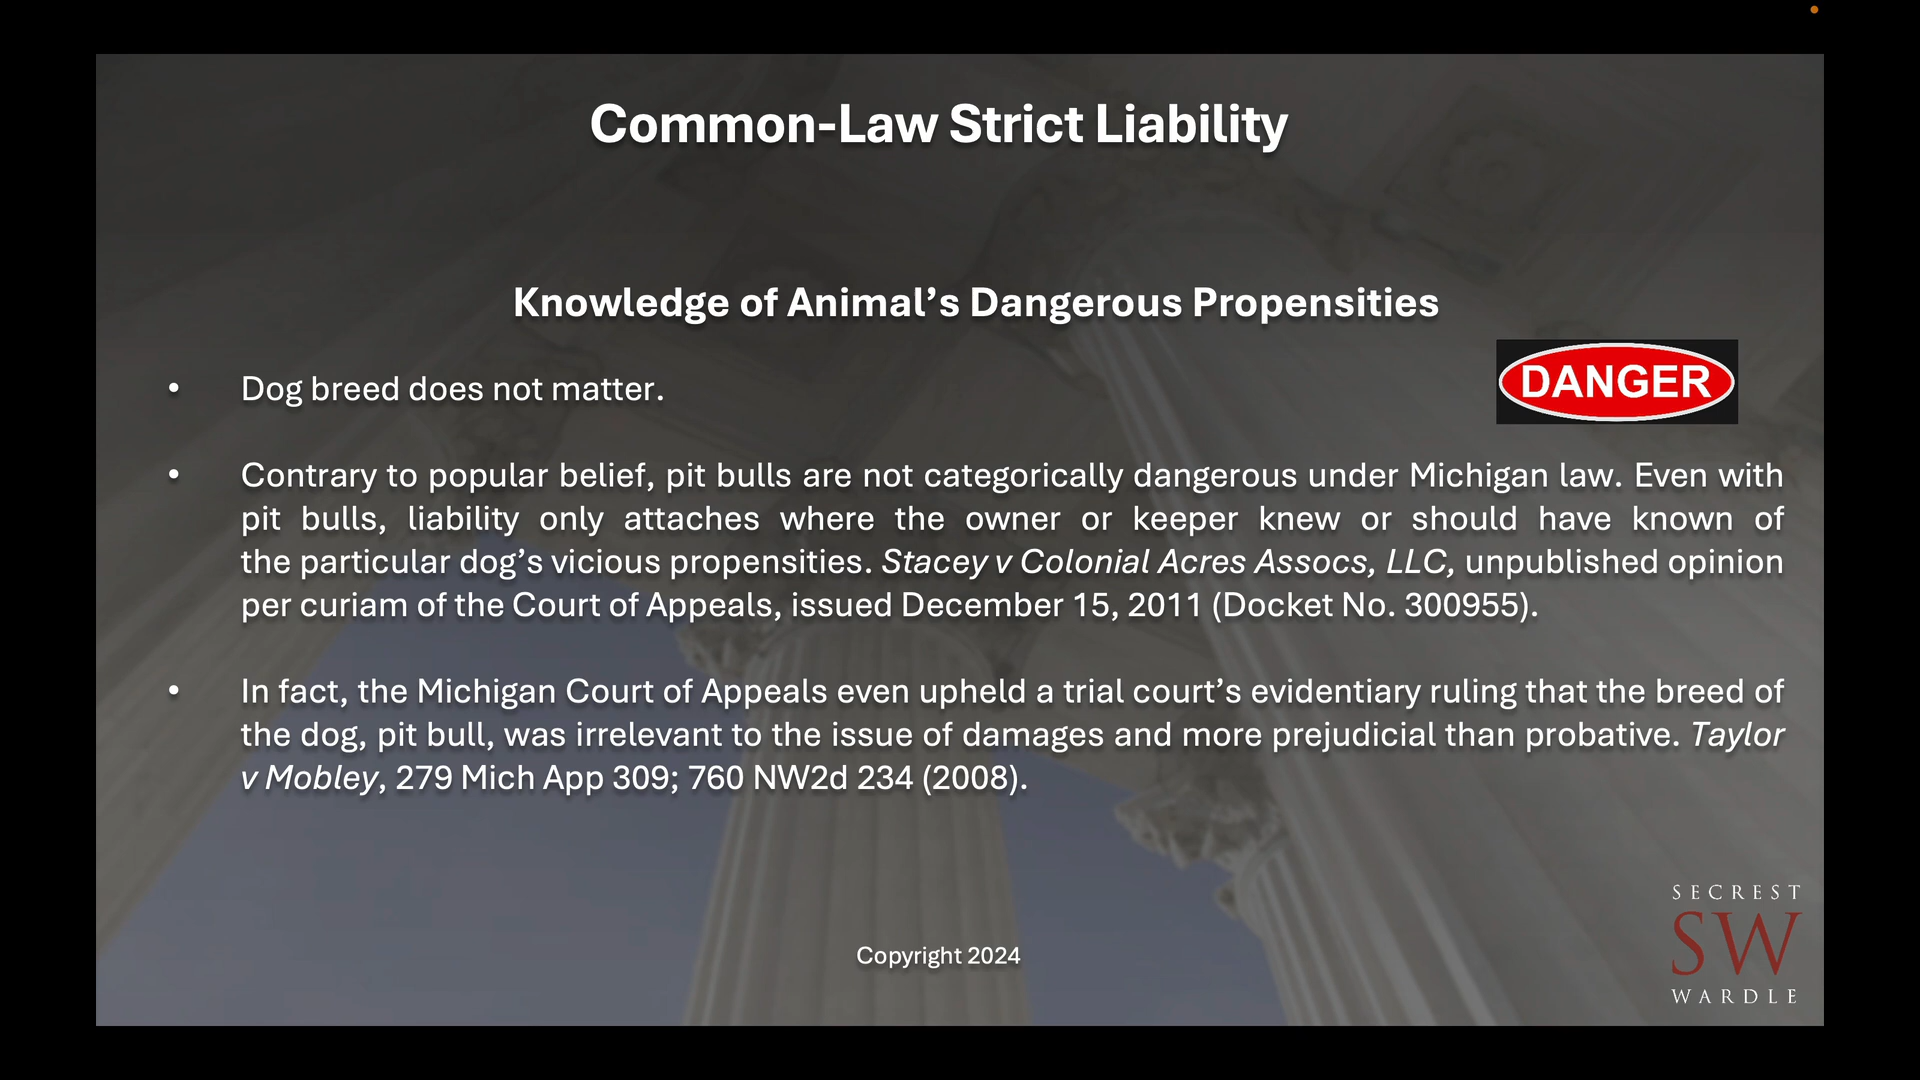 Common-Law Strict Liability
Knowledge of Animal’s Dangerous Propensities
DANGER
• Dog breed does not matter.
• Contrary to popular belief, pit bulls are not categorically dangerous under Michigan law. Even with
pit bulls, liability only attaches where the owner or keeper knew or should have known of
the particular dog’s vicious propensities. Stacey v Colonial Acres Assocs, LLC, unpublished opinion
per curiam of the Court of Appeals, issued December 15, 2011 (Docket No. 300955).
• In fact, the Michigan Court of Appeals even upheld a trial court’s evidentiary ruling that the breed of
the dog, pit bull, was irrelevant to the issue of damages and more prejudicial than probative. Taylor
v Mobley, 279 Mich App 309; 760 NW2d 234 (2008).
Copyright 2024
SECREST
SW
WARDLE